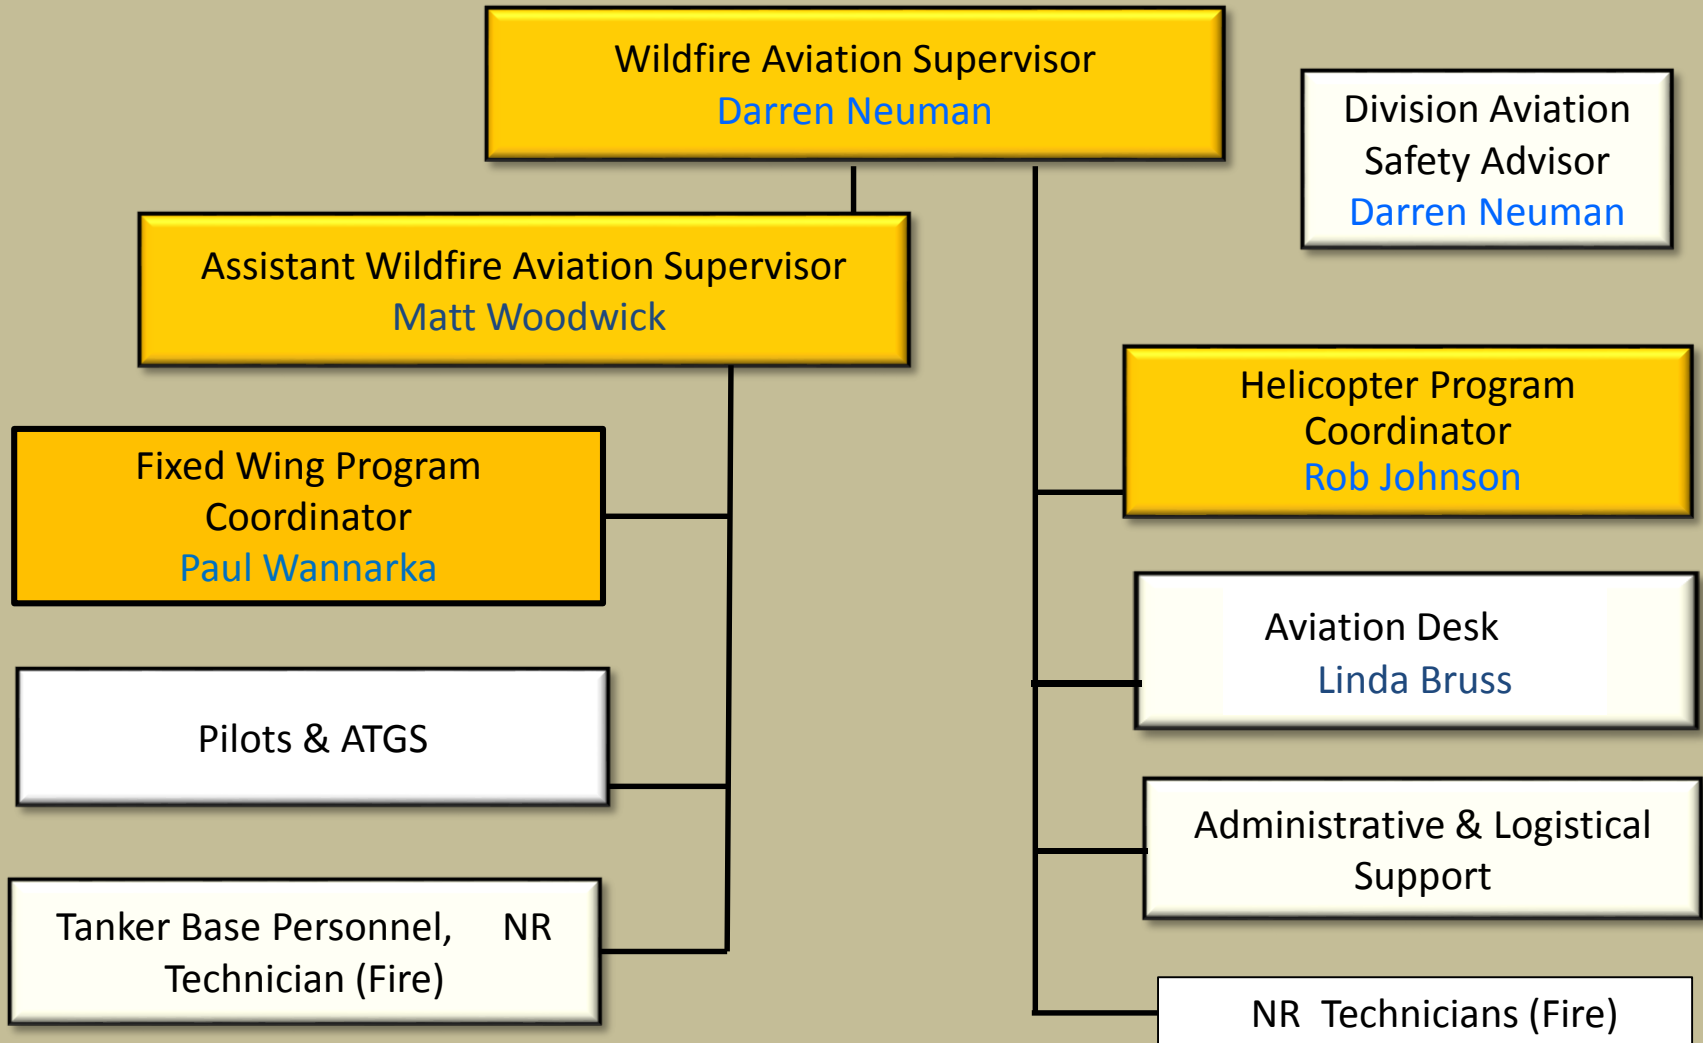 Wildfire Aviation Supervisor
Darren Neuman
Division Aviation
Safety Advisor
Darren Neuman
Assistant Wildfire Aviation Supervisor
Matt Woodwick
Helicopter Program
Coordinator
Rob Johnson
Fixed Wing Program
Coordinator
Paul Wannarka
Aviation Desk
Linda Bruss
Pilots & ATGS
Administrative & Logistical
Support
Tanker Base Personnel, NR
Technician (Fire)
NR Technicians (Fire)